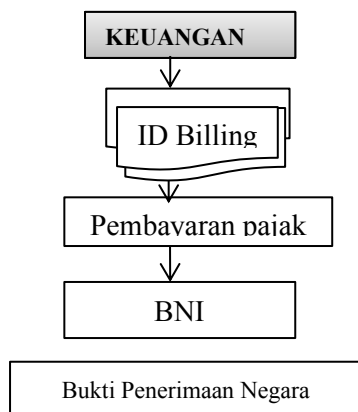 KEUANGAN
ID Billing
Pembayaran pajak
BNI
Bukti Penerimaan Negara